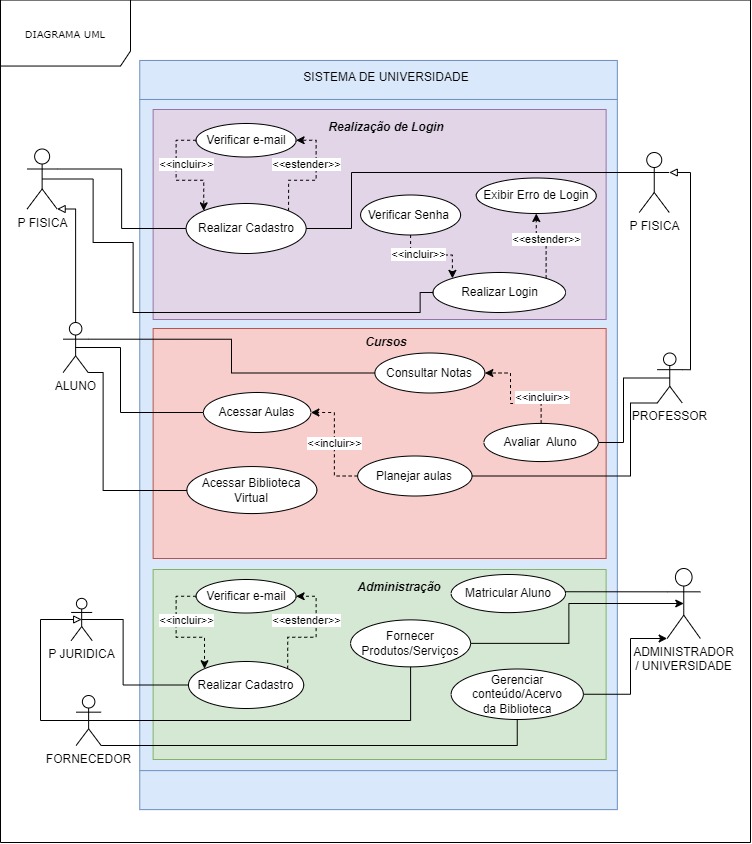 DIAGRAMA UML
SISTEMA DE UNIVERSIDADE
Realização de Login
Verificar e-mail
<<incluir>>
<<estender>>
Realizar Cadastro
Verificar Senha
Exibir Erro de Login
<<estender>>
<<incluir>>
Realizar Login
P FISICA
P FISICA
Cursos
Consultar Notas
ALUNO
<<incluir>>
Acessar Aulas
PROFESSOR
<<incluir>>
Avaliar Aluno
Planejar aulas
Acessar Biblioteca
Virtual
Administração
Verificar e-mail
Matricular Aluno
<<incluir>>
<<estender>>
Fornecer
Produtos/Serviços
P JURIDICA
ADMINISTRADOR
/ UNIVERSIDADE
Realizar Cadastro
Gerenciar
conteúdo/Acervo
da Biblioteca
FORNECEDOR